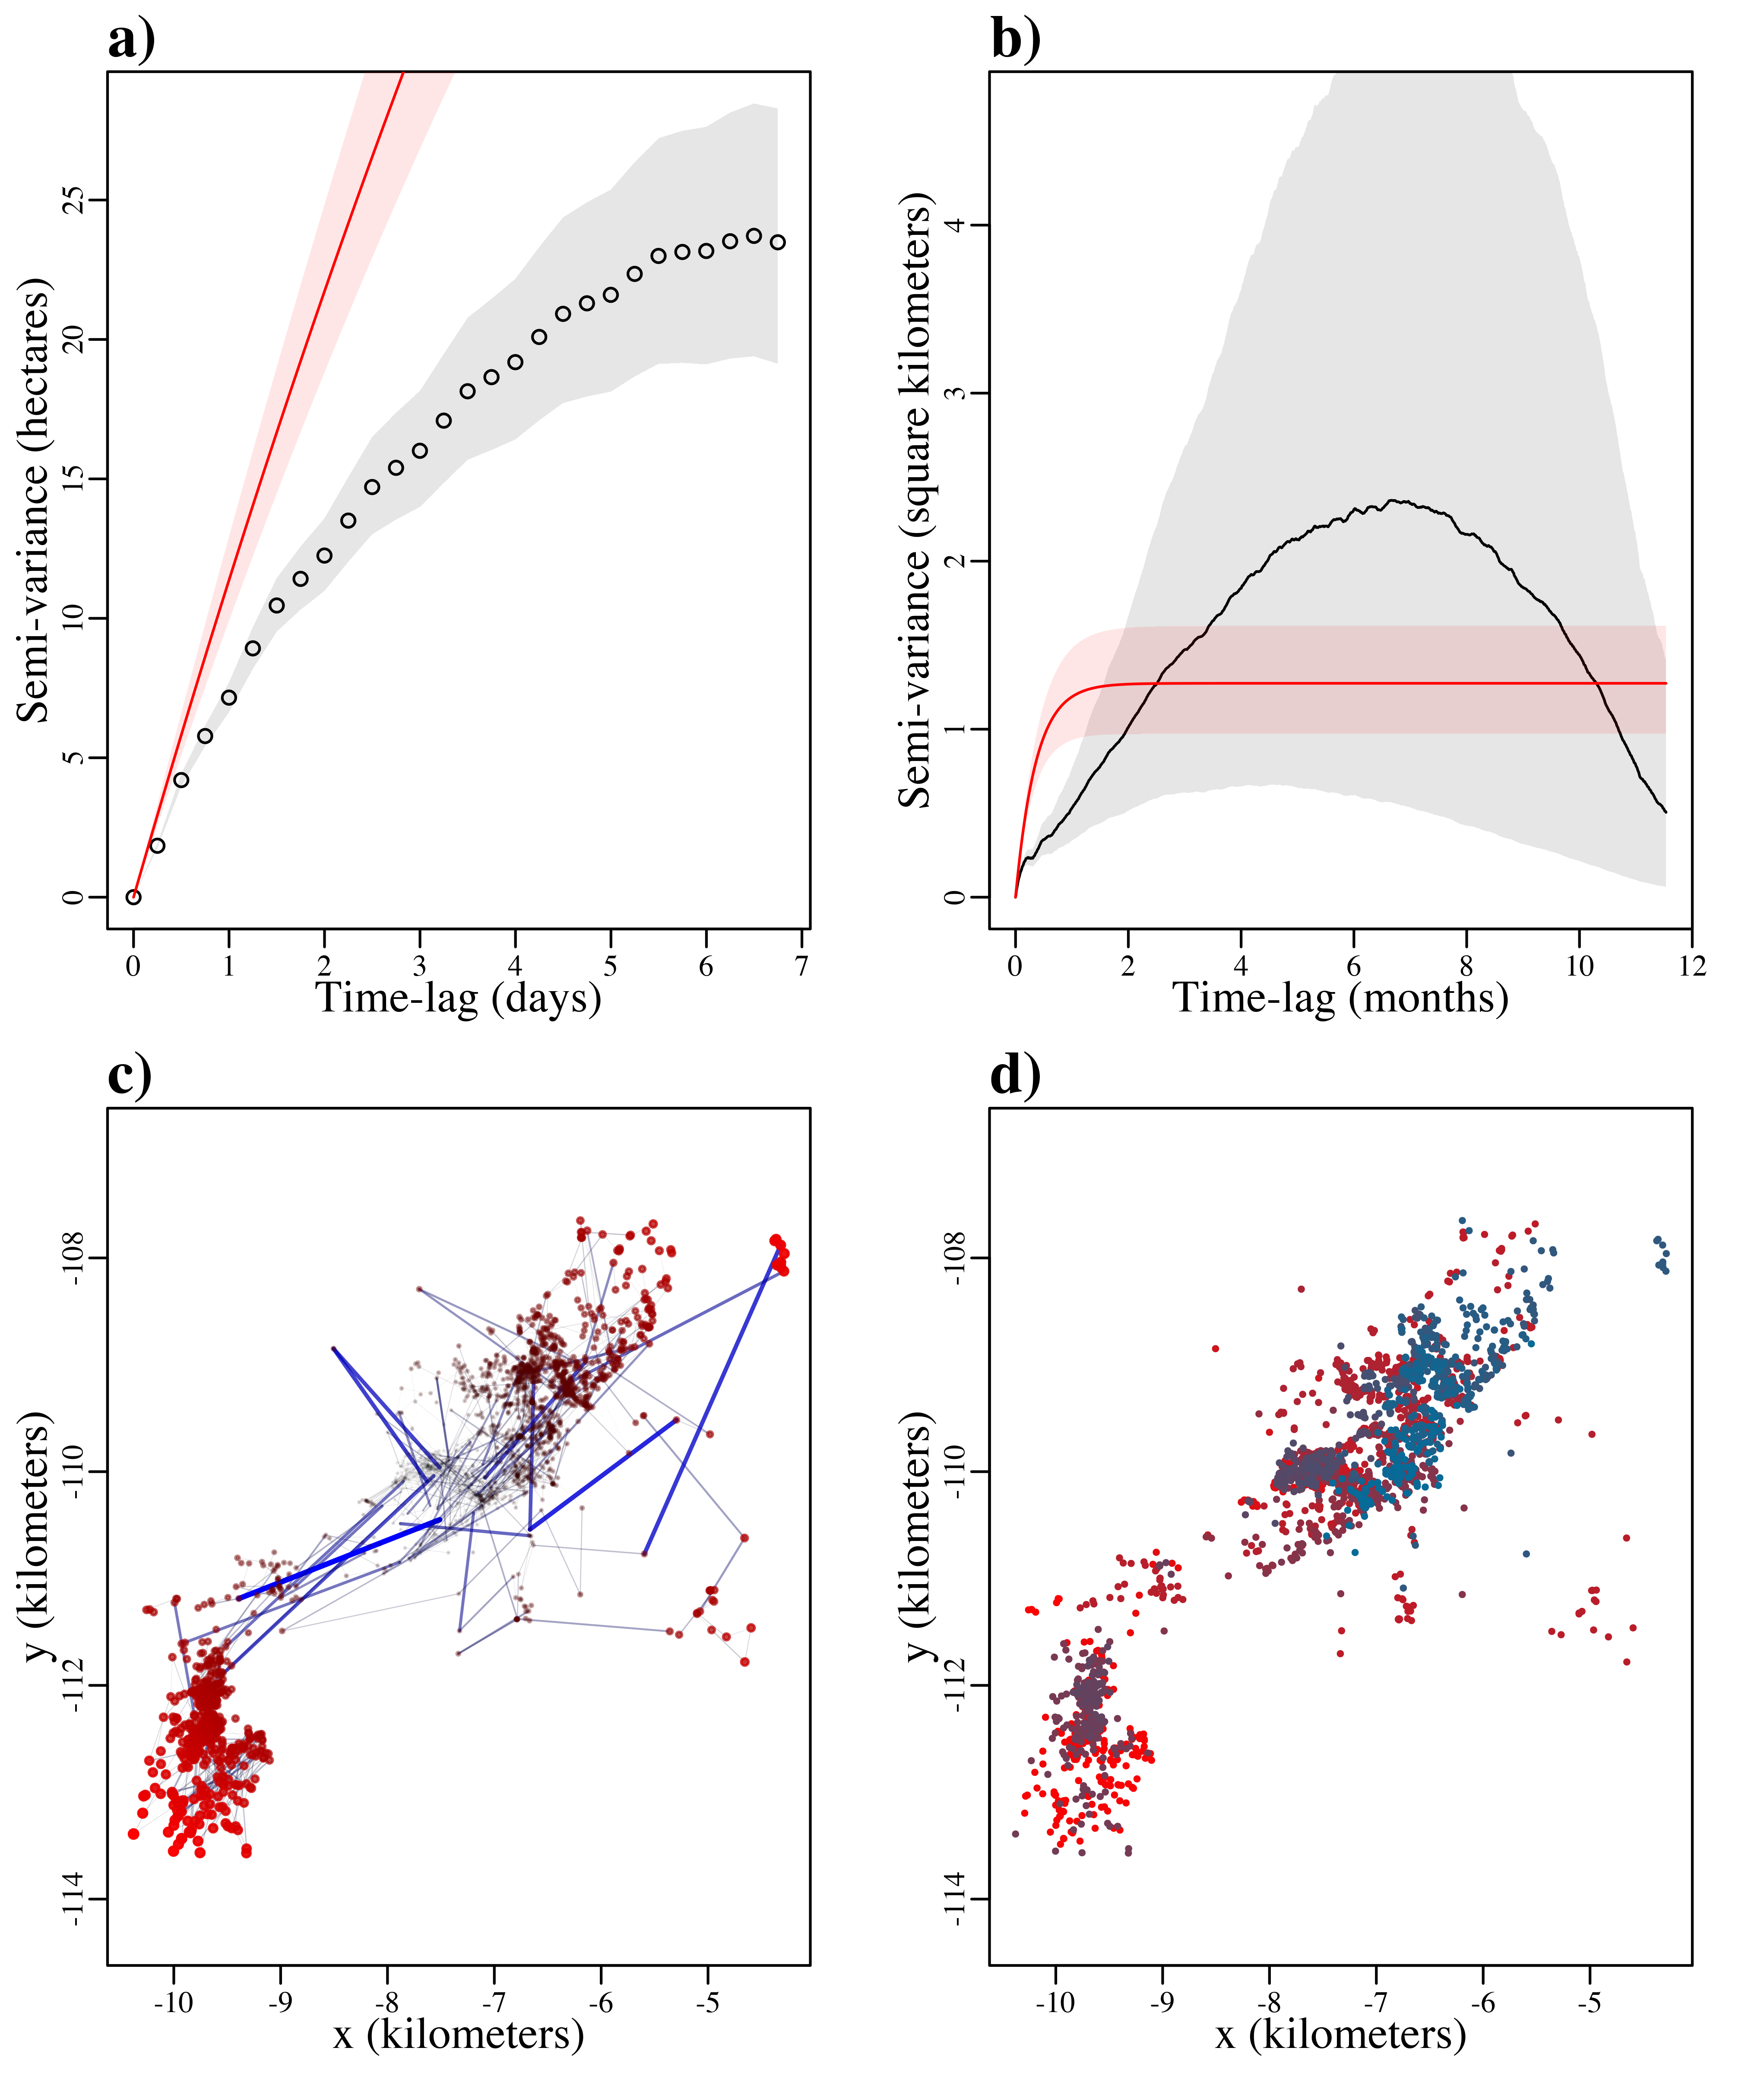 a)
Semi-variance (hectares)
0 5 10 15 20 25
0 1 2 3 4 5 6 7
Time-lag (days)
b)
Semi-variance (square kilometers)
0 1 2 3 4
0 2 4 6 8 10 12
Time-lag (months)
c)
y (kilometers)
-114 -112 -110 -108
-10 -9 -8 -7 -6 -5
x (kilometers)
d)
y (kilometers)
-114 -112 -110 -108
-10 -9 -8 -7 -6 -5
x (kilometers)